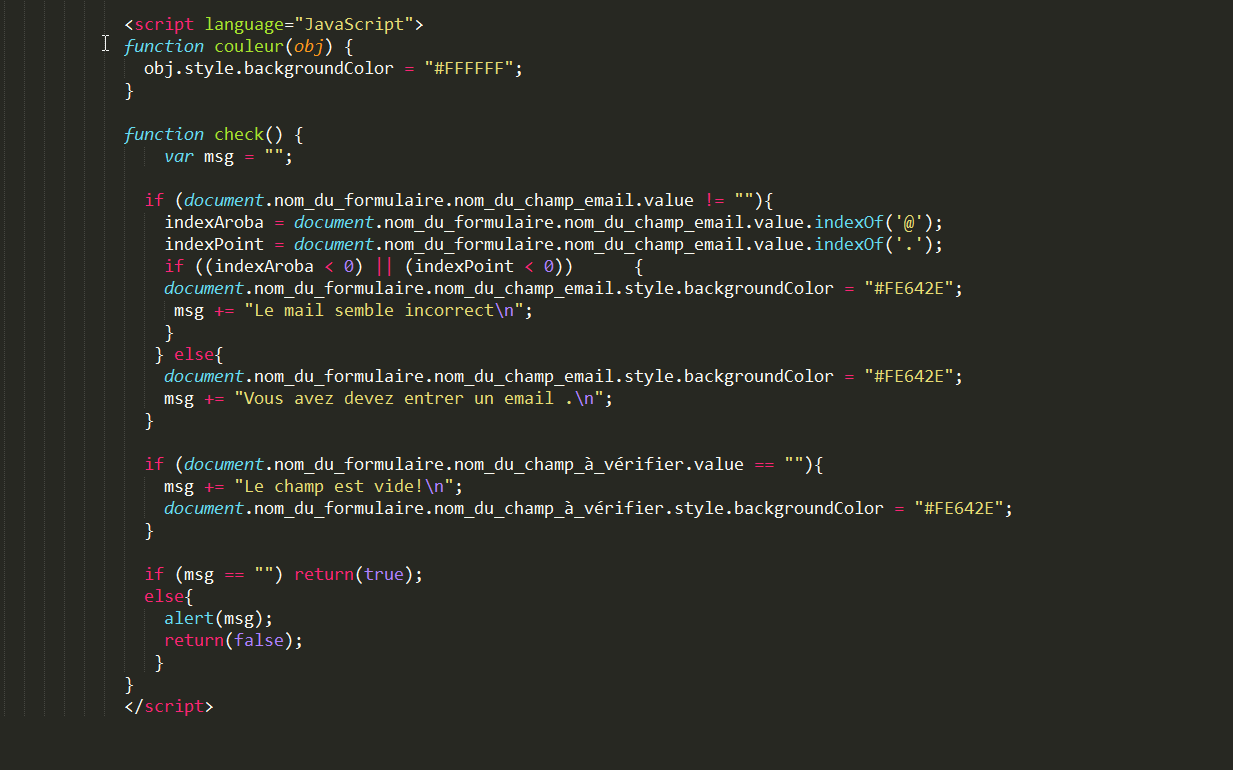 <script language="JavaScript">
function couleur(obj) {
  obj.style.backgroundColor = "#FFFFFF";
}

function check() {
    var msg = "";

  if (document.nom_du_formulaire.nom_du_champ_email.value != ""){
    indexAroba = document.nom_du_formulaire.nom_du_champ_email.value.indexOf('@');
    indexPoint = document.nom_du_formulaire.nom_du_champ_email.value.indexOf('.');
    if ((indexAroba < 0) || (indexPoint < 0))      {
    document.nom_du_formulaire.nom_du_champ_email.style.backgroundColor = "#FE642E";
     msg += "Le mail semble incorrect\n";
    }
   } else{
    document.nom_du_formulaire.nom_du_champ_email.style.backgroundColor = "#FE642E";
    msg += "Vous avez devez entrer un email .\n";
  }

  if (document.nom_du_formulaire.nom_du_champ_à_vérifier.value == ""){
    msg += "Le champ est vide!\n";
    document.nom_du_formulaire.nom_du_champ_à_vérifier.style.backgroundColor = "#FE642E";
  }

  if (msg == "") return(true);
  else{
    alert(msg);
    return(false);
   }
}
</script>